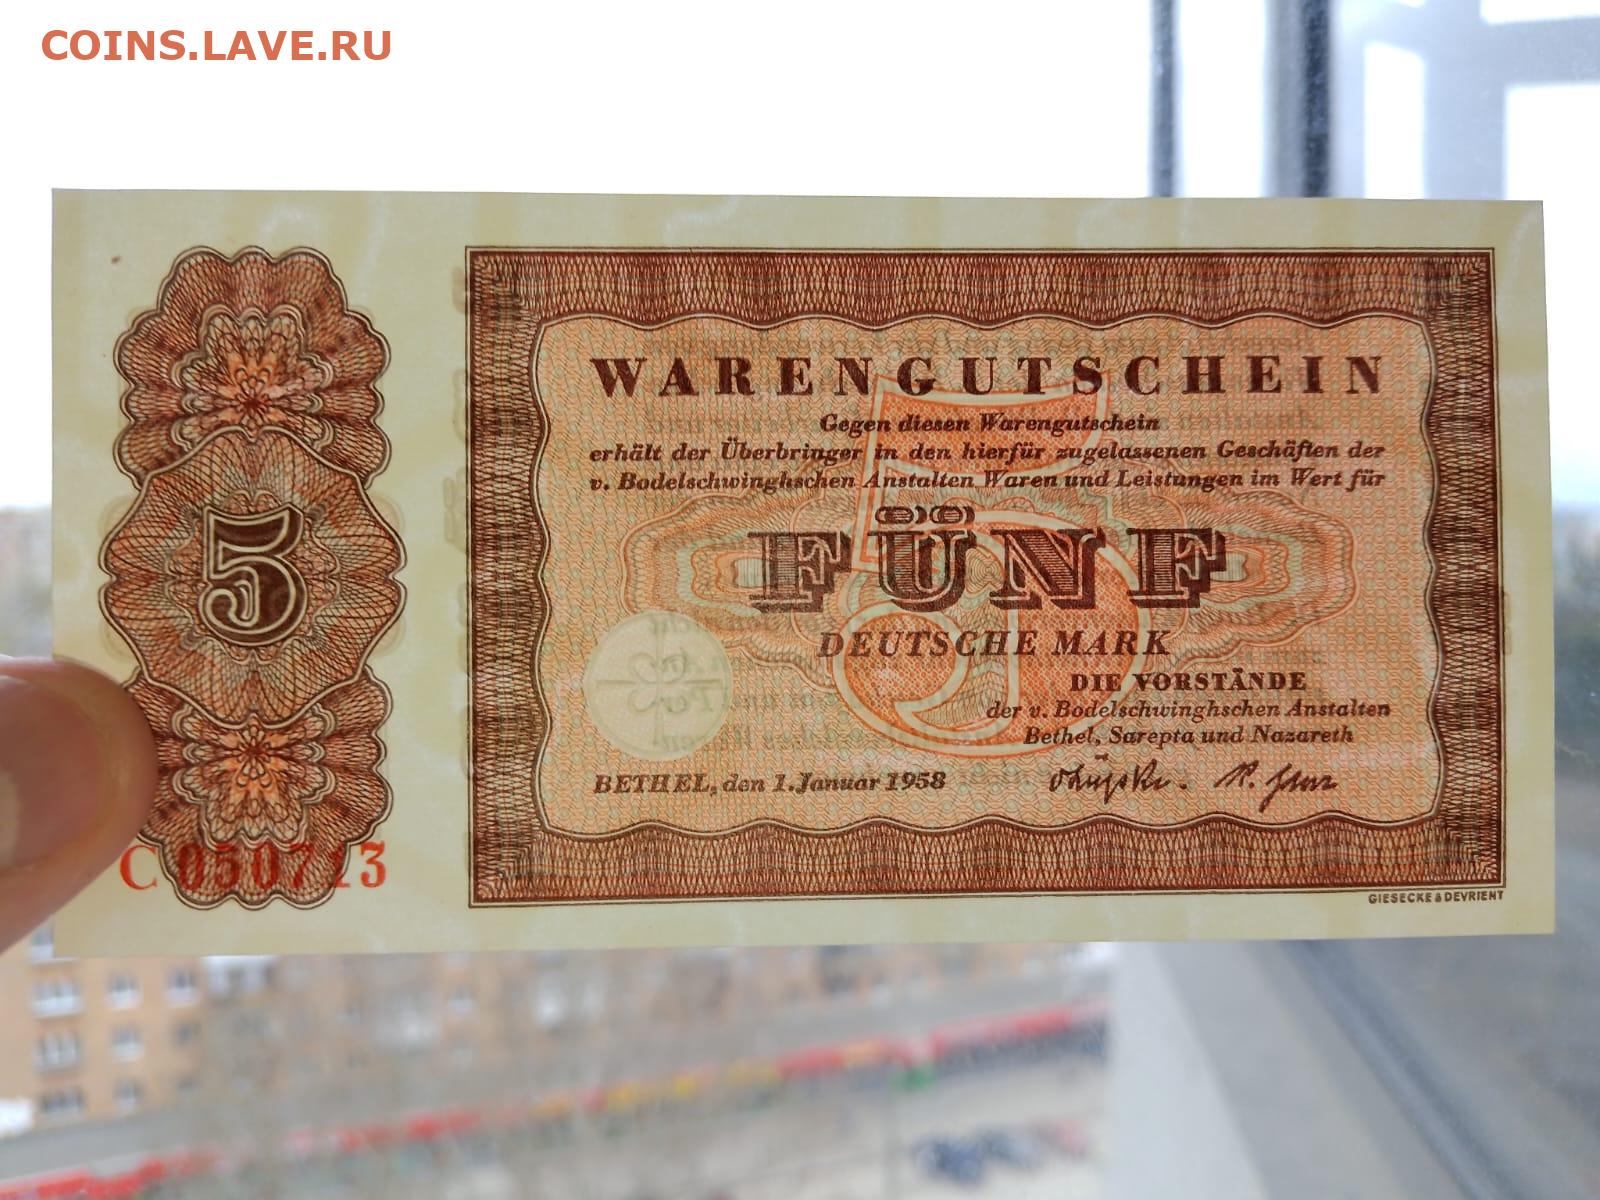 COINS.LAVE.RU
WARENGUTSCHEIN
Gegen diesen Warengutschein
erhält der Überbringer in den hierfür zugelassenen Geschäften der
v. Bodelschwinghschen Anstalten Waren und Leistungen im Wert für
5
5
FÜNF
DEUTSCHE MARK
DIE VORSTÄNDE
der v. Bodelschwinghschen Anstalten
Bethel, Sarepta und Nazareth
BETHEL, den 1. Januar 1958
C 050713
GIESECKE & DEVRIENT